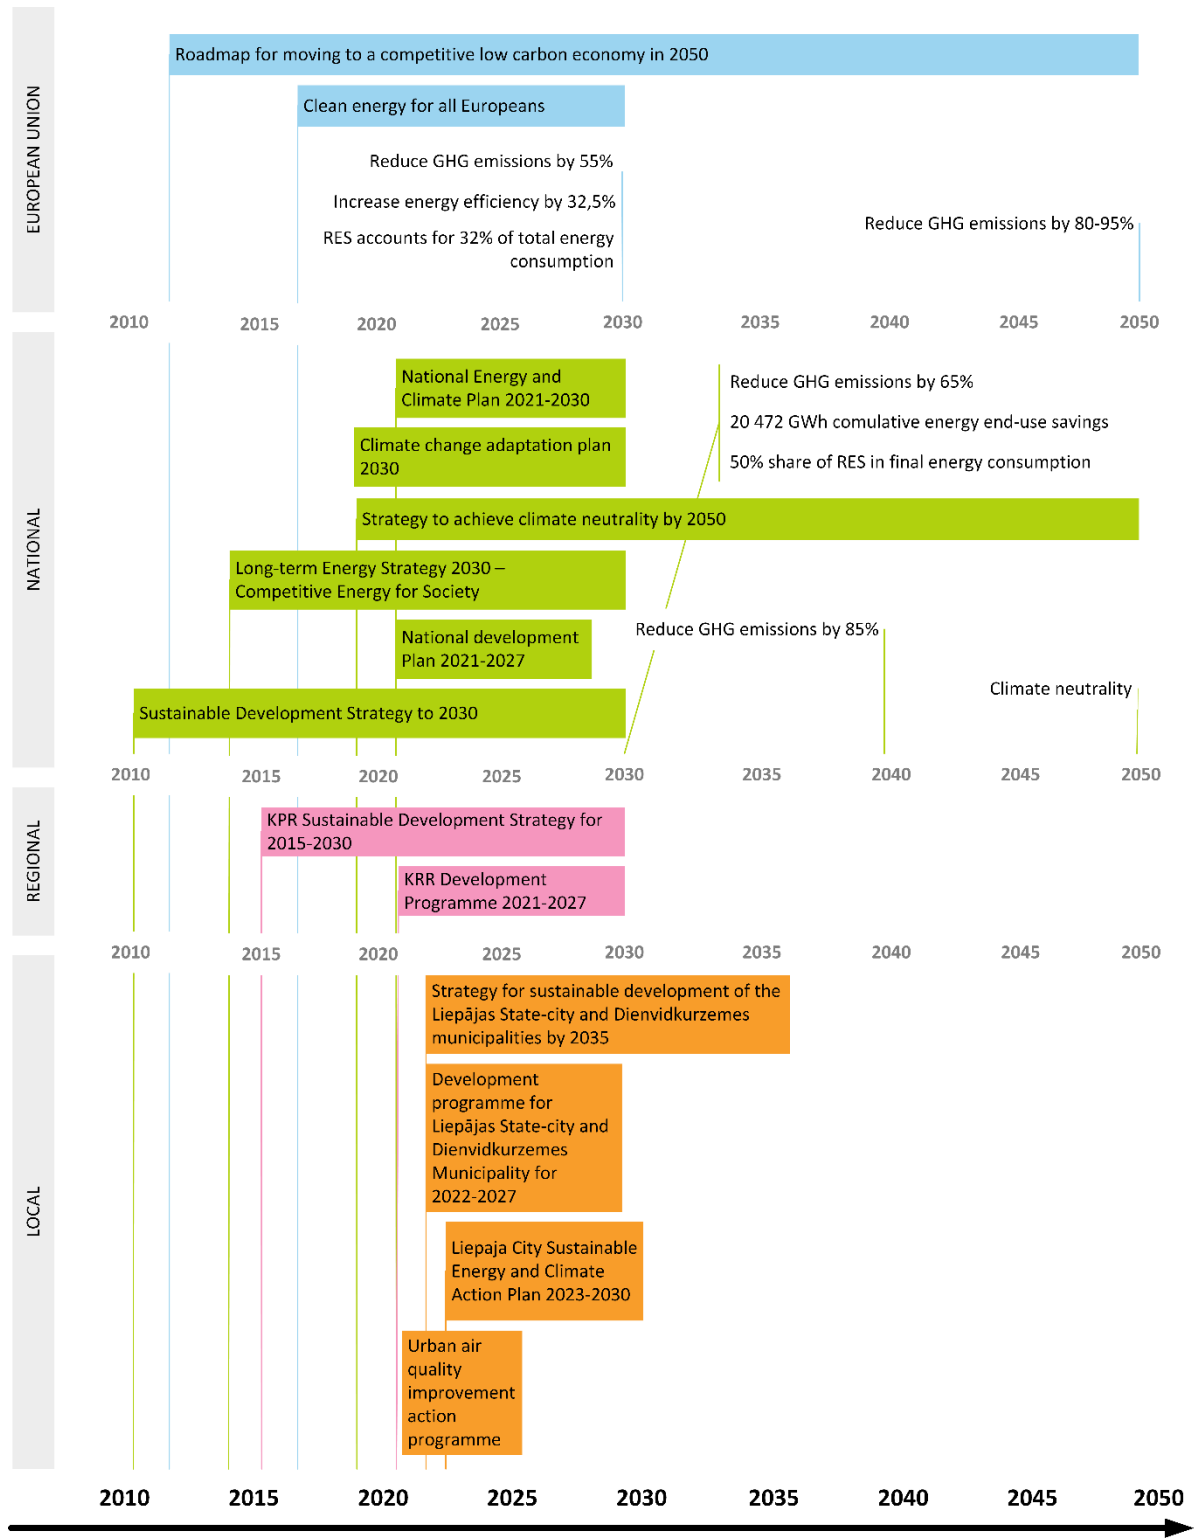 EUROPEAN UNION
Roadmap for moving to a competitive low carbon economy in 2050
Clean energy for all Europeans
Reduce GHG emissions by 55%
Increase energy efficiency by 32,5%
RES accounts for 32% of total energy
consumption
Reduce GHG emissions by 80-95%
2010 2015 2020 2025 2030 2035 2040 2045 2050
NATIONAL
National Energy and
Climate Plan 2021-2030
Climate change adaptation plan
2030
Reduce GHG emissions by 65%
20 472 GWh comulative energy end-use savings
50% share of RES in final energy consumption
Strategy to achieve climate neutrality by 2050
Long-term Energy Strategy 2030 –
Competitive Energy for Society
National development
Plan 2021-2027
Reduce GHG emissions by 85%
Climate neutrality
Sustainable Development Strategy to 2030
2010 2015 2020 2025 2030 2035 2040 2045 2050
REGIONAL
KPR Sustainable Development Strategy for
2015-2030
KRR Development
Programme 2021-2027
2010 2015 2020 2025 2030 2035 2040 2045 2050
LOCAL
Strategy for sustainable development of the
Liepājas State-city and Dienvidkurzemes
municipalities by 2035
Development
programme for
Liepājas State-city and
Dienvidkurzemes
Municipality for
2022-2027
Liepaja City Sustainable
Energy and Climate
Action Plan 2023-2030
Urban air
quality
improvement
action
programme
2010 2015 2020 2025 2030 2035 2040 2045 2050